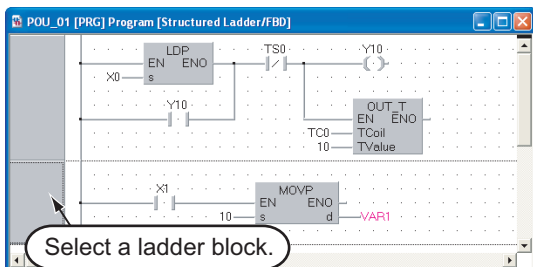 POU_01 [PRG] Program [Structured Ladder/FBD]
LDP
EN ENO
X0 s
TS0
Y10
Y10
OUT_T
EN ENO
TC0 TCoil
10 TValue
X1
MOVP
EN ENO
10 s d VAR1
Select a ladder block.